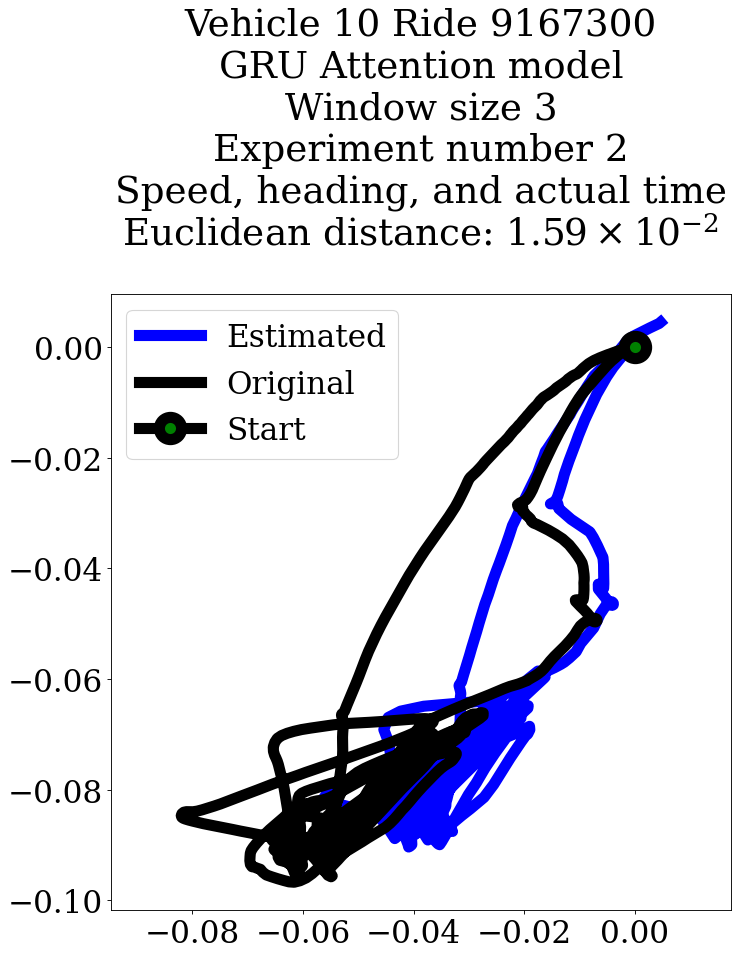 Vehicle 10 Ride 9167300
GRU Attention model
Window size 3
Experiment number 2
Speed, heading, and actual time
Euclidean distance: 1.59 × 10⁻²
Estimated
Original
Start
0.00
−0.02
−0.04
−0.06
−0.08
−0.10
−0.08 −0.06 −0.04 −0.02 0.00